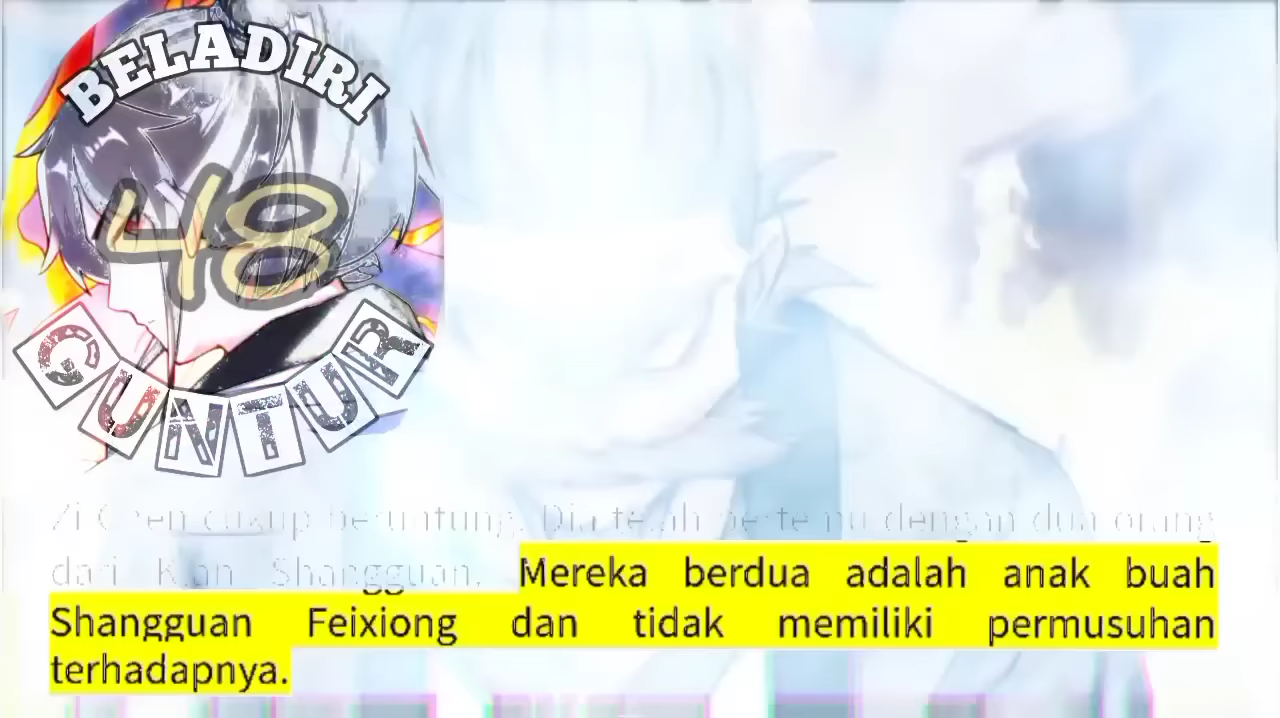 BELADIRI
48
GUNTUR
Zi Chen cukup beruntung. Dia telah bertemu dengan dua orang
dari Klan Shangguan. Mereka berdua adalah anak buah
Shangguan Feixiong dan tidak memiliki permusuhan
terhadapnya.